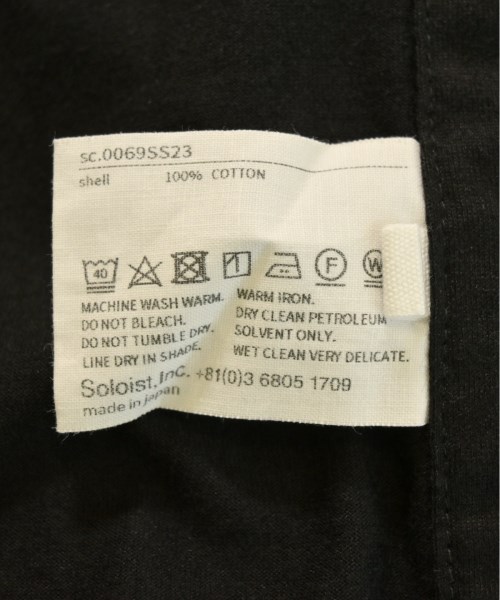 sc.0069SS23
shell 100% COTTON
40 F W
MACHINE WASH WARM.
DO NOT BLEACH.
DO NOT TUMBLE DRY.
LINE DRY IN SHADE.
WARM IRON.
DRY CLEAN PETROLEUM
SOLVENT ONLY.
WET CLEAN VERY DELICATE.
Soloist.Inc. +81(0)3 6805 1709
made in japan